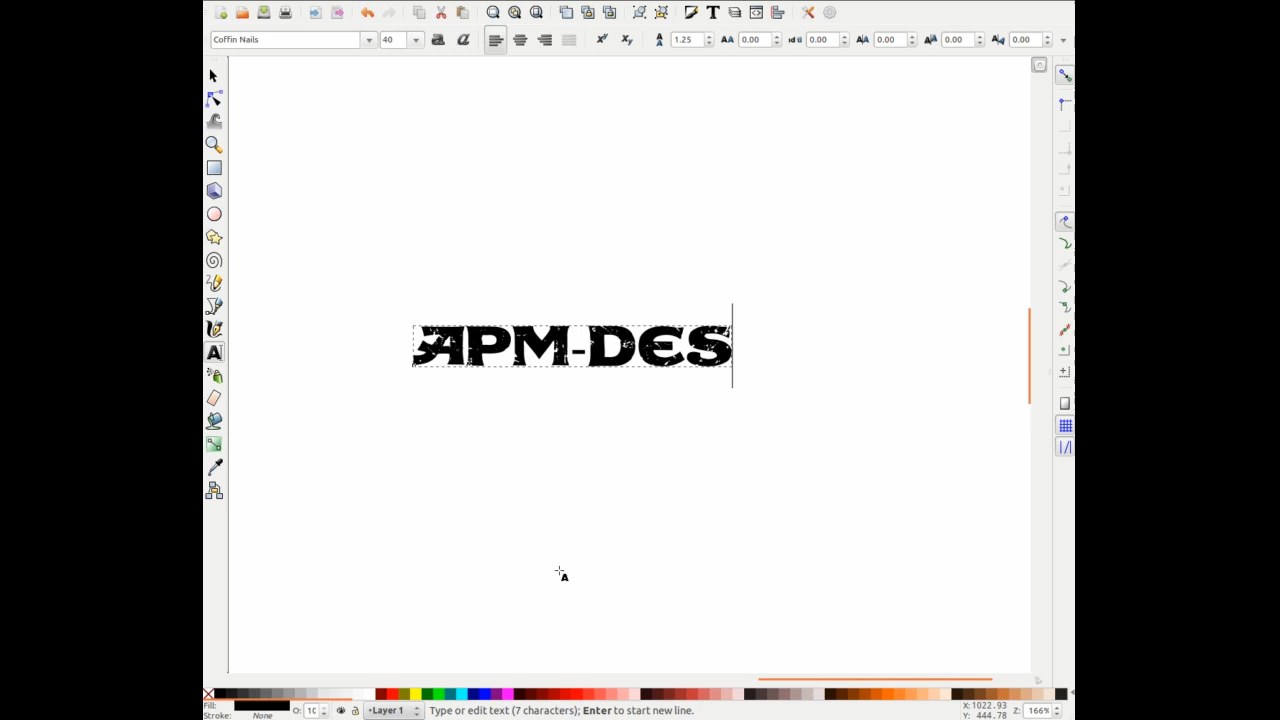 Coffin Nails 40 1.25 0.00 0.00 0.00 0.00 0.00
APM-DES
Fill:
Stroke: None
O: 10
Layer 1
Type or edit text (7 characters); Enter to start new line.
X: 1022.93
Y: 444.78
Z: 166%